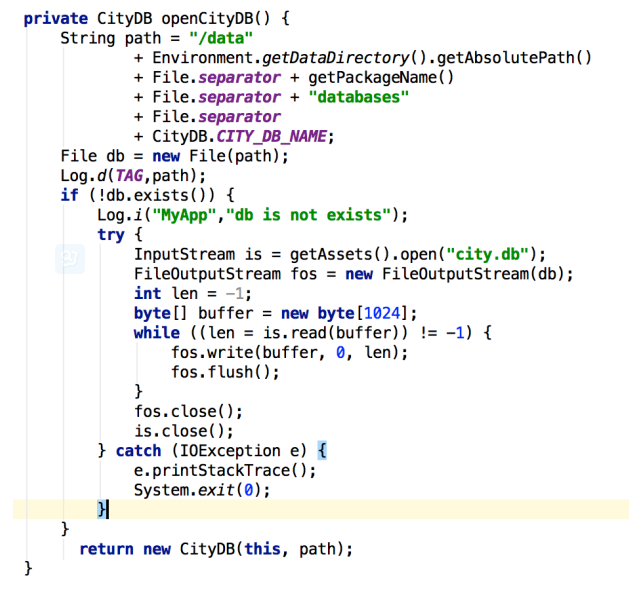 private CityDB openCityDB() {
    String path = "/data"
            + Environment.getDataDirectory().getAbsolutePath()
            + File.separator + getPackageName()
            + File.separator + "databases"
            + File.separator
            + CityDB.CITY_DB_NAME;
    File db = new File(path);
    Log.d(TAG,path);
    if (!db.exists()) {
        Log.i("MyApp","db is not exists");
        try {
            InputStream is = getAssets().open("city.db");
            FileOutputStream fos = new FileOutputStream(db);
            int len = -1;
            byte[] buffer = new byte[1024];
            while ((len = is.read(buffer)) != -1) {
                fos.write(buffer, 0, len);
                fos.flush();
            }
            fos.close();
            is.close();
        } catch (IOException e) {
            e.printStackTrace();
            System.exit(0);
        }
    }
      return new CityDB(this, path);
}